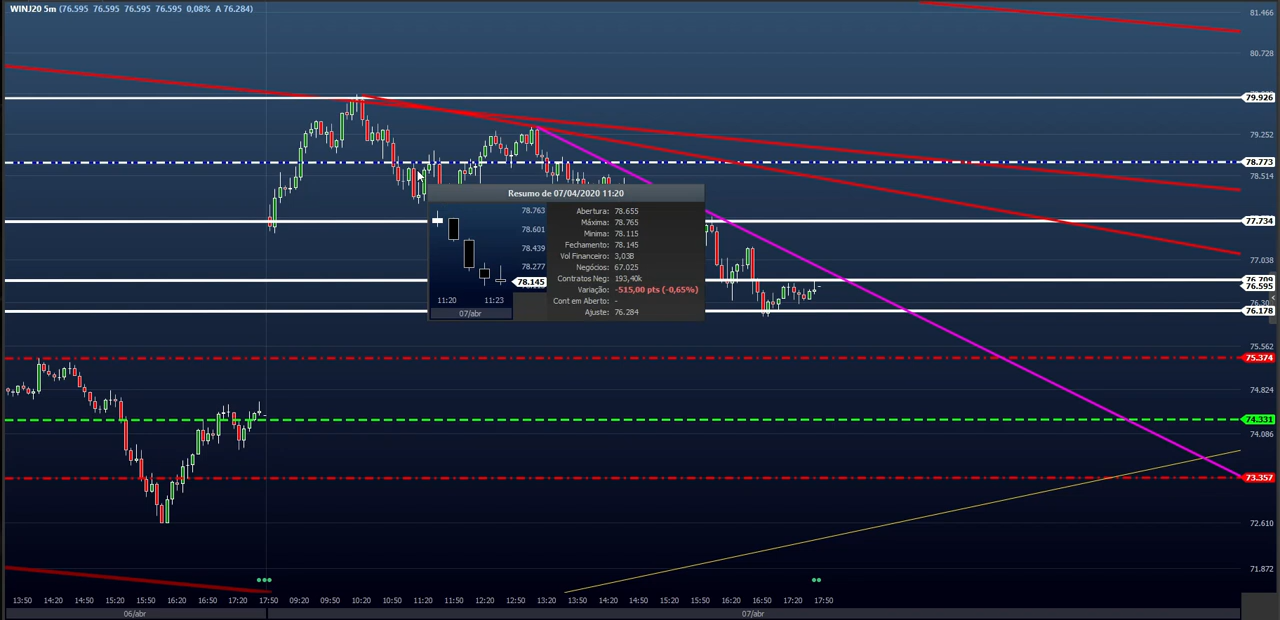 WINJ20 5m (76.595 76.595 76.595 76.595 0,08% A 76.284)
81.466
80.728
79.926
79.252
78.773
78.514
77.734
77.038
76.709
76.595
76.178
75.562
75.374
74.824
74.331
74.086
73.357
72.610
71.872
Resumo de 07/04/2020 11:20
78.763
78.601
78.439
78.277
78.145
11:20 11:23
07/abr
Abertura: 78.655
Máxima: 78.765
Mínima: 78.115
Fechamento: 78.145
Vol Financeiro: 3,03B
Negócios: 67.025
Contratos Neg: 193,40k
Variação: -515,00 pts (-0,65%)
Cont em Aberto: -
Ajuste: 76.284
13:50 14:20 14:50 15:20 15:50 16:20 16:50 17:20 17:50 09:20 09:50 10:20 10:50 11:20 11:50 12:20 12:50 13:20 13:50 14:20 14:50 15:20 15:50 16:20 16:50 17:20 17:50
06/abr 07/abr